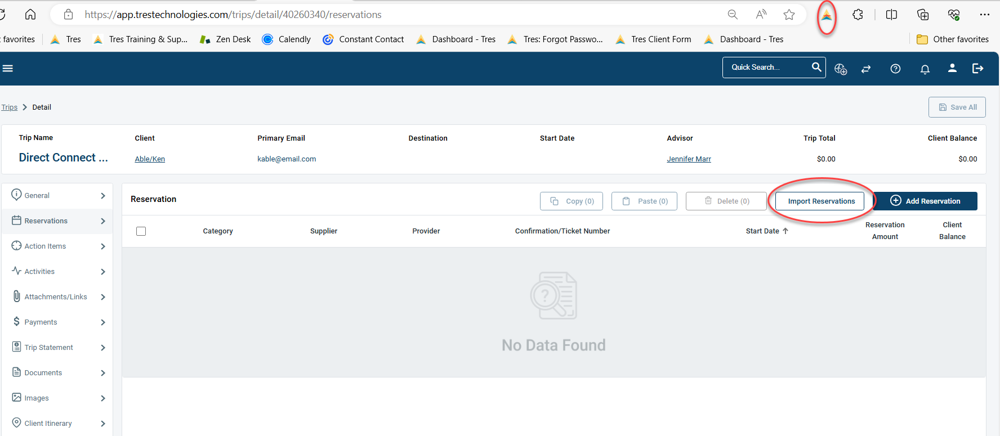 https://app.trestechnologies.com/trips/detail/40260340/reservations
favorites Tres Tres Training & Sup... Zen Desk Calendly Constant Contact Dashboard - Tres Tres: Forgot Passwo... Tres Client Form Dashboard - Tres Other favorites
Quick Search...
Trips Detail
Save All
Trip Name Client Primary Email Destination Start Date Advisor Trip Total Client Balance
Direct Connect ... Able/Ken kable@email.com Jennifer Marr $0.00 $0.00
General
Reservations
Action Items
Activities
Attachments/Links
Payments
Trip Statement
Documents
Images
Client Itinerary
Reservation Copy (0) Paste (0) Delete (0) Import Reservations Add Reservation
Category Supplier Provider Confirmation/Ticket Number Start Date Reservation Amount Client Balance
No Data Found